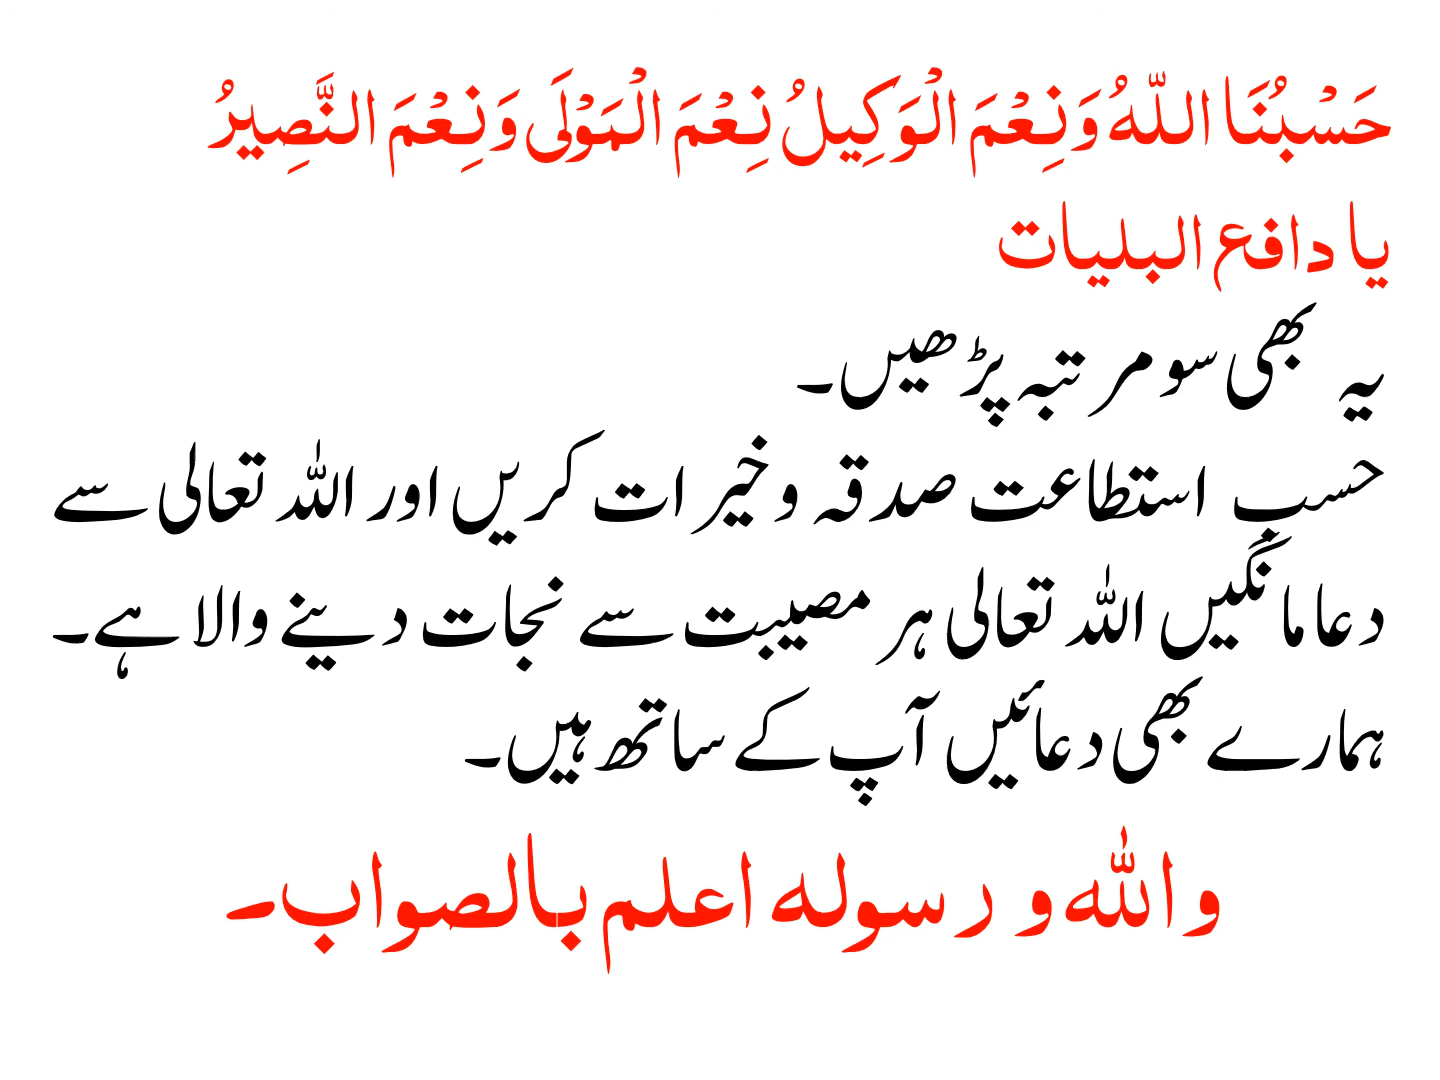 حَسْبُنَا اللّٰهُ وَنِعْمَ الْوَكِيلُ نِعْمَ الْمَوْلَى وَنِعْمَ النَّصِيرُ
یا دافع البلیات
یہ بھی سو مرتبہ پڑھیں۔
حسبِ استطاعت صدقہ و خیرات کریں اور اللہ تعالی سے
دعا مانگیں اللہ تعالی ہر مصیبت سے نجات دینے والا ہے۔
ہمارے بھی دعائیں آپ کے ساتھ ہیں۔
واللہ و رسولہ اعلم بالصواب۔